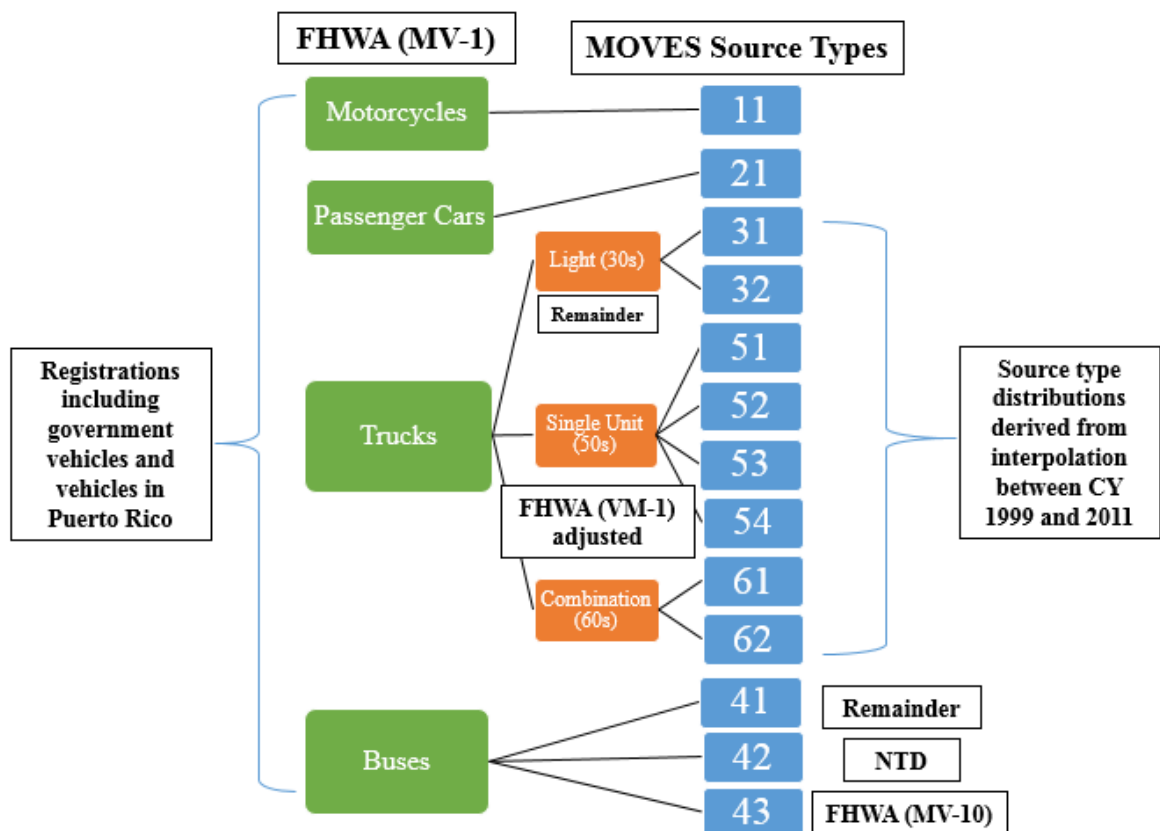 FHWA (MV-1)
MOVES Source Types
Motorcycles
11
Passenger Cars
21
Light (30s)
31
Remainder
32
Registrations
including
government
vehicles and
vehicles in
Puerto Rico
Trucks
Single Unit
(50s)
51
52
53
54
FHWA (VM-1)
adjusted
Source type
distributions
derived from
interpolation
between CY
1999 and 2011
Combination
(60s)
61
62
Buses
41
Remainder
42
NTD
43
FHWA (MV-10)